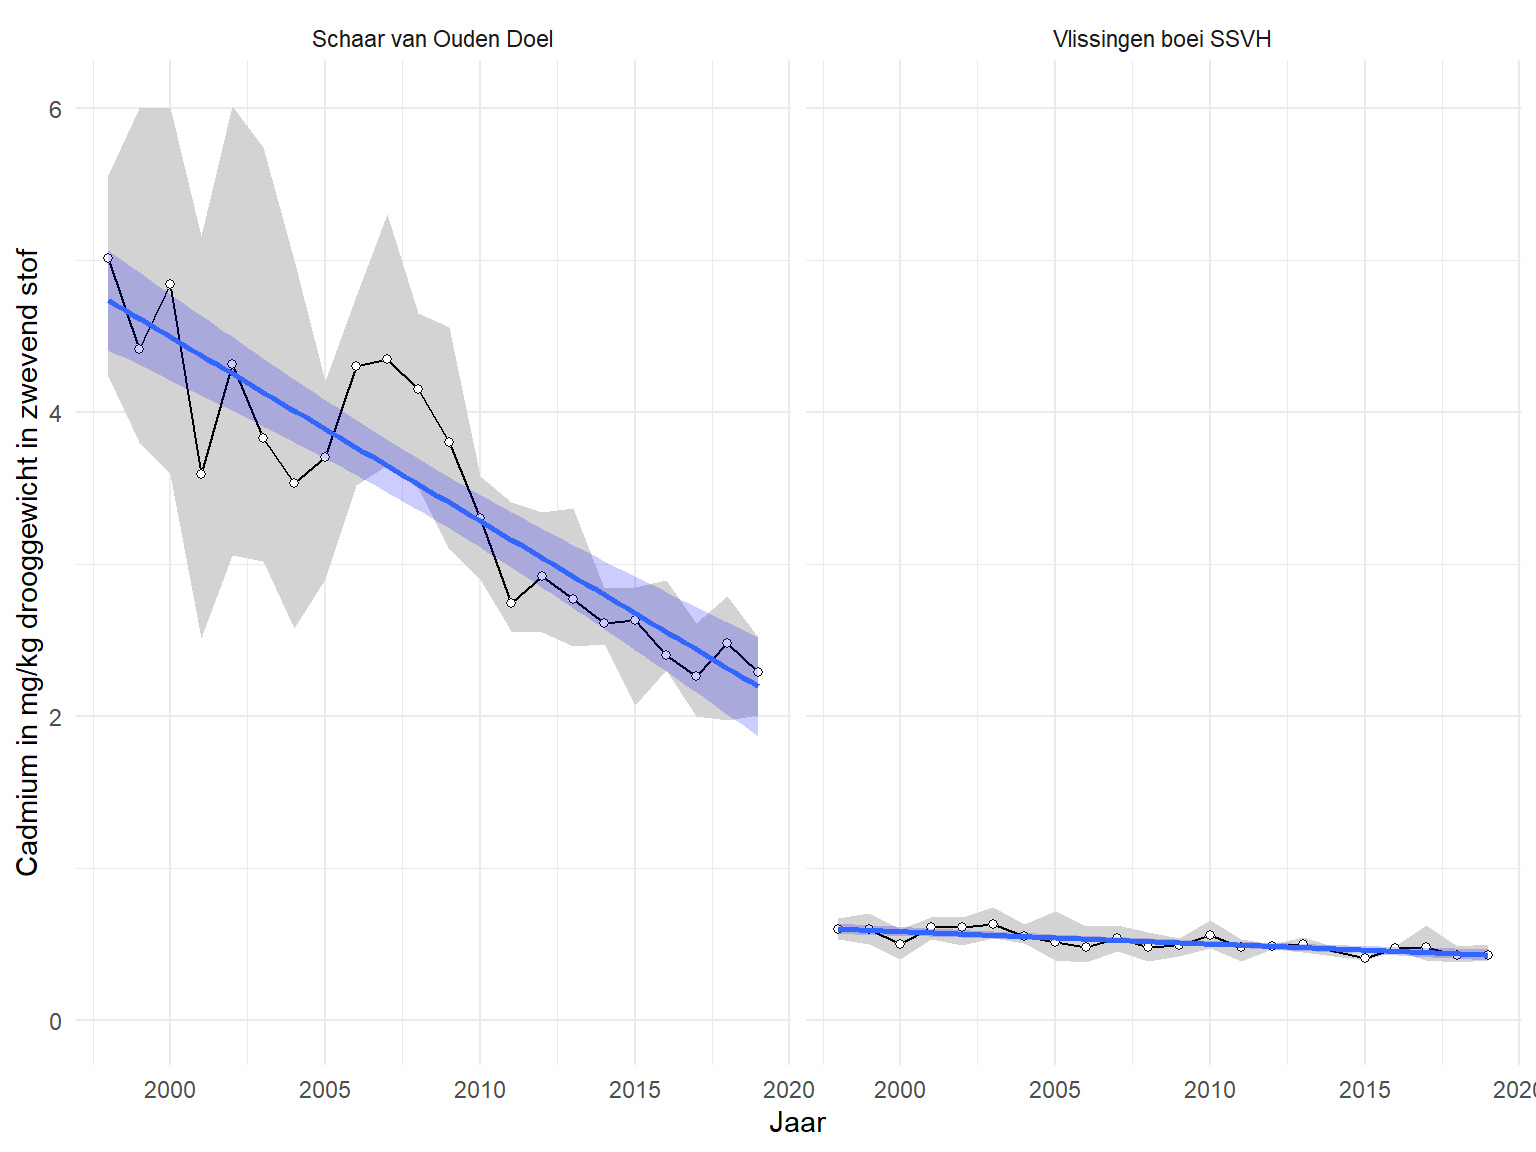 Schaar van Ouden Doel
Vlissingen boei SSVH
Cadmium in mg/kg drooggewicht in zwevend stof
6
4
2
0
2000 2005 2010 2015 2020 2000 2005 2010 2015 2020
Jaar